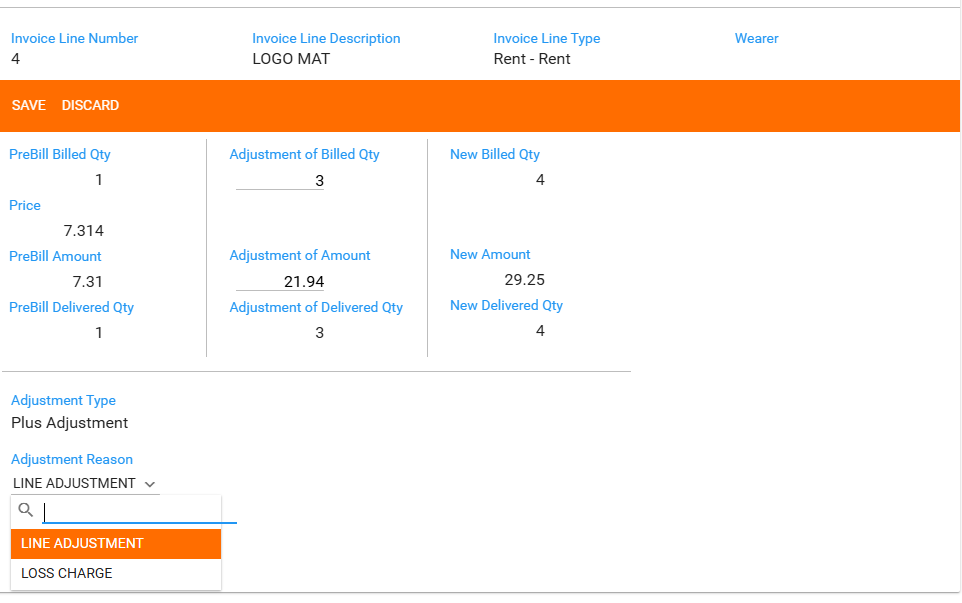 Invoice Line Number Invoice Line Description Invoice Line Type Wearer
4 LOGO MAT Rent - Rent
SAVE DISCARD
PreBill Billed Qty Adjustment of Billed Qty New Billed Qty
1 3 4
Price
7.314
PreBill Amount Adjustment of Amount New Amount
7.31 21.94 29.25
PreBill Delivered Qty Adjustment of Delivered Qty New Delivered Qty
1 3 4
Adjustment Type
Plus Adjustment
Adjustment Reason
LINE ADJUSTMENT
LINE ADJUSTMENT
LOSS CHARGE